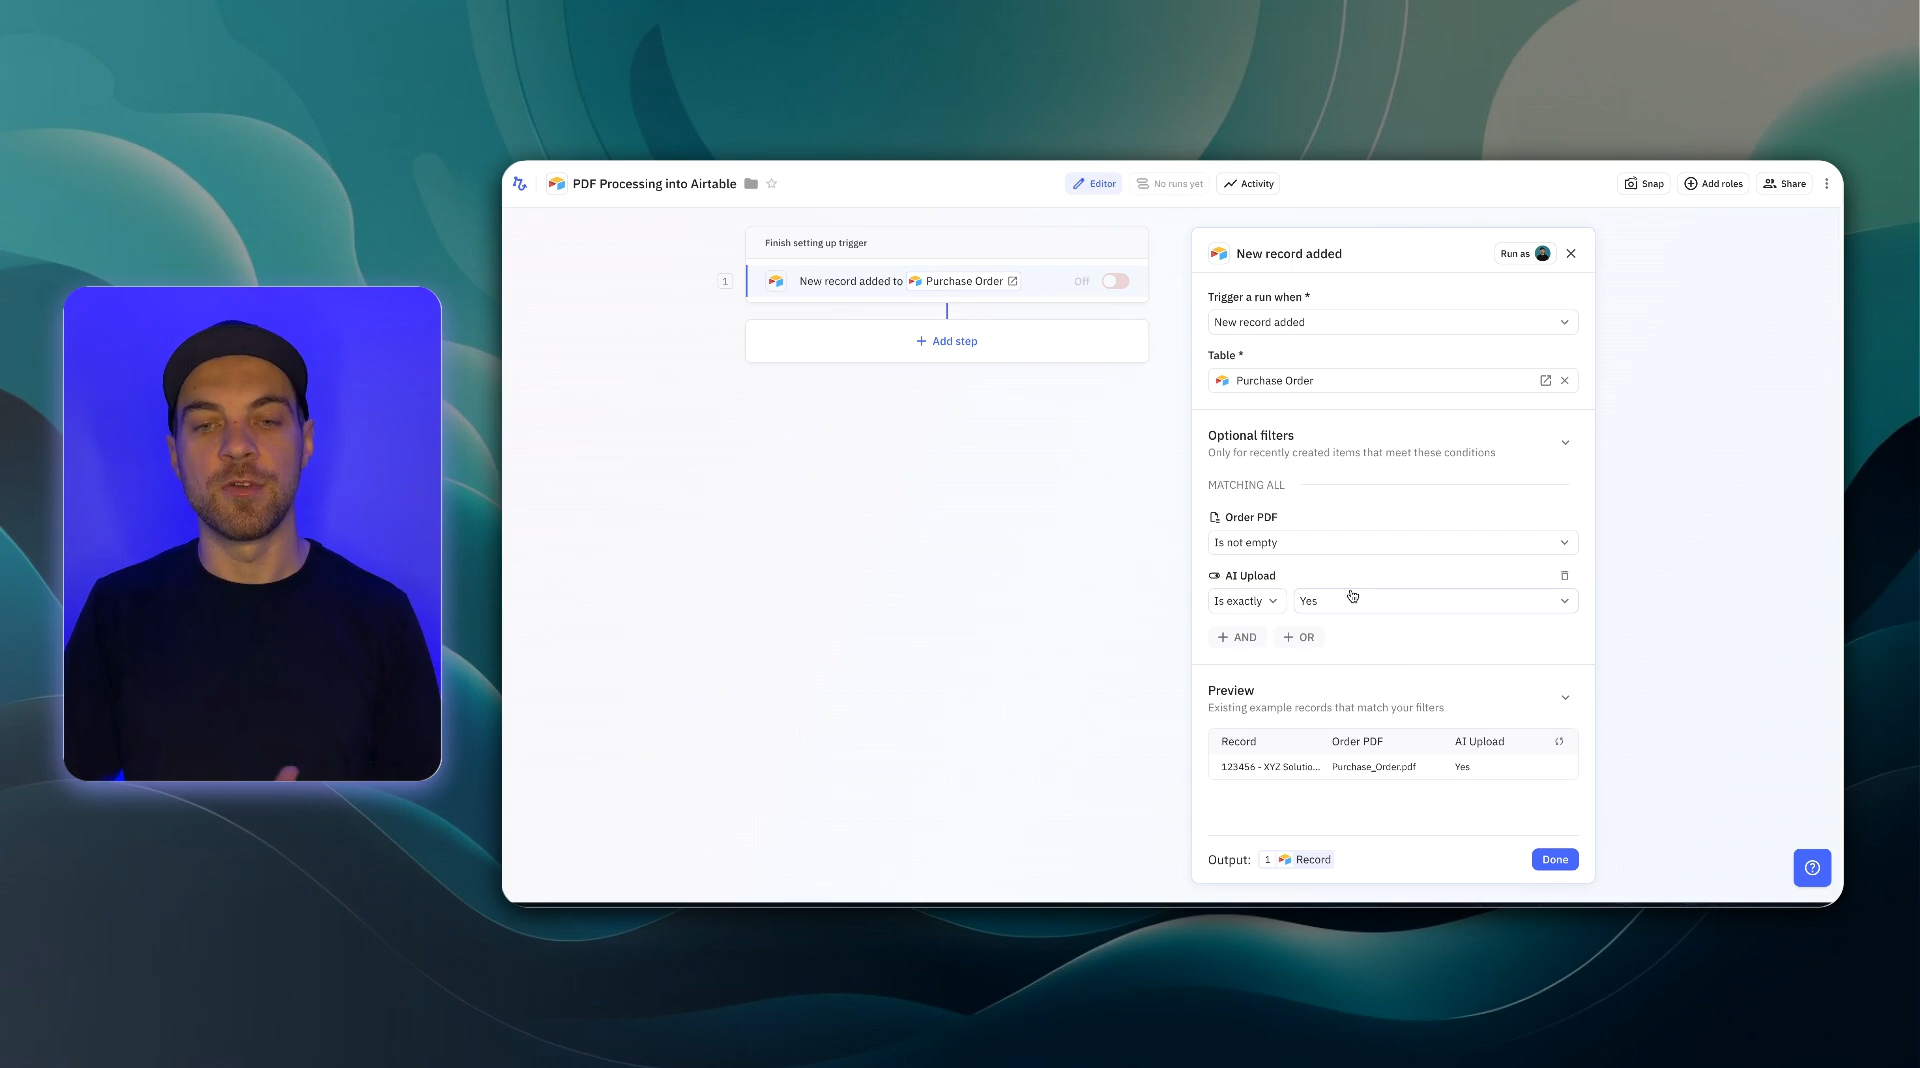 PDF Processing into Airtable
Editor
No runs yet
Activity
Snap
Add roles
Share
Finish setting up trigger
1
New record added to Purchase Order
Off
Add step
New record added
Run as
Trigger a run when *
New record added
Table *
Purchase Order
Optional filters
Only for recently created items that meet these conditions
MATCHING ALL
Order PDF
Is not empty
AI Upload
Is exactly Yes
AND OR
Preview
Existing example records that match your filters
Record Order PDF AI Upload
123456 - XYZ Solutio... Purchase_Order.pdf Yes
Output: 1 Record
Done